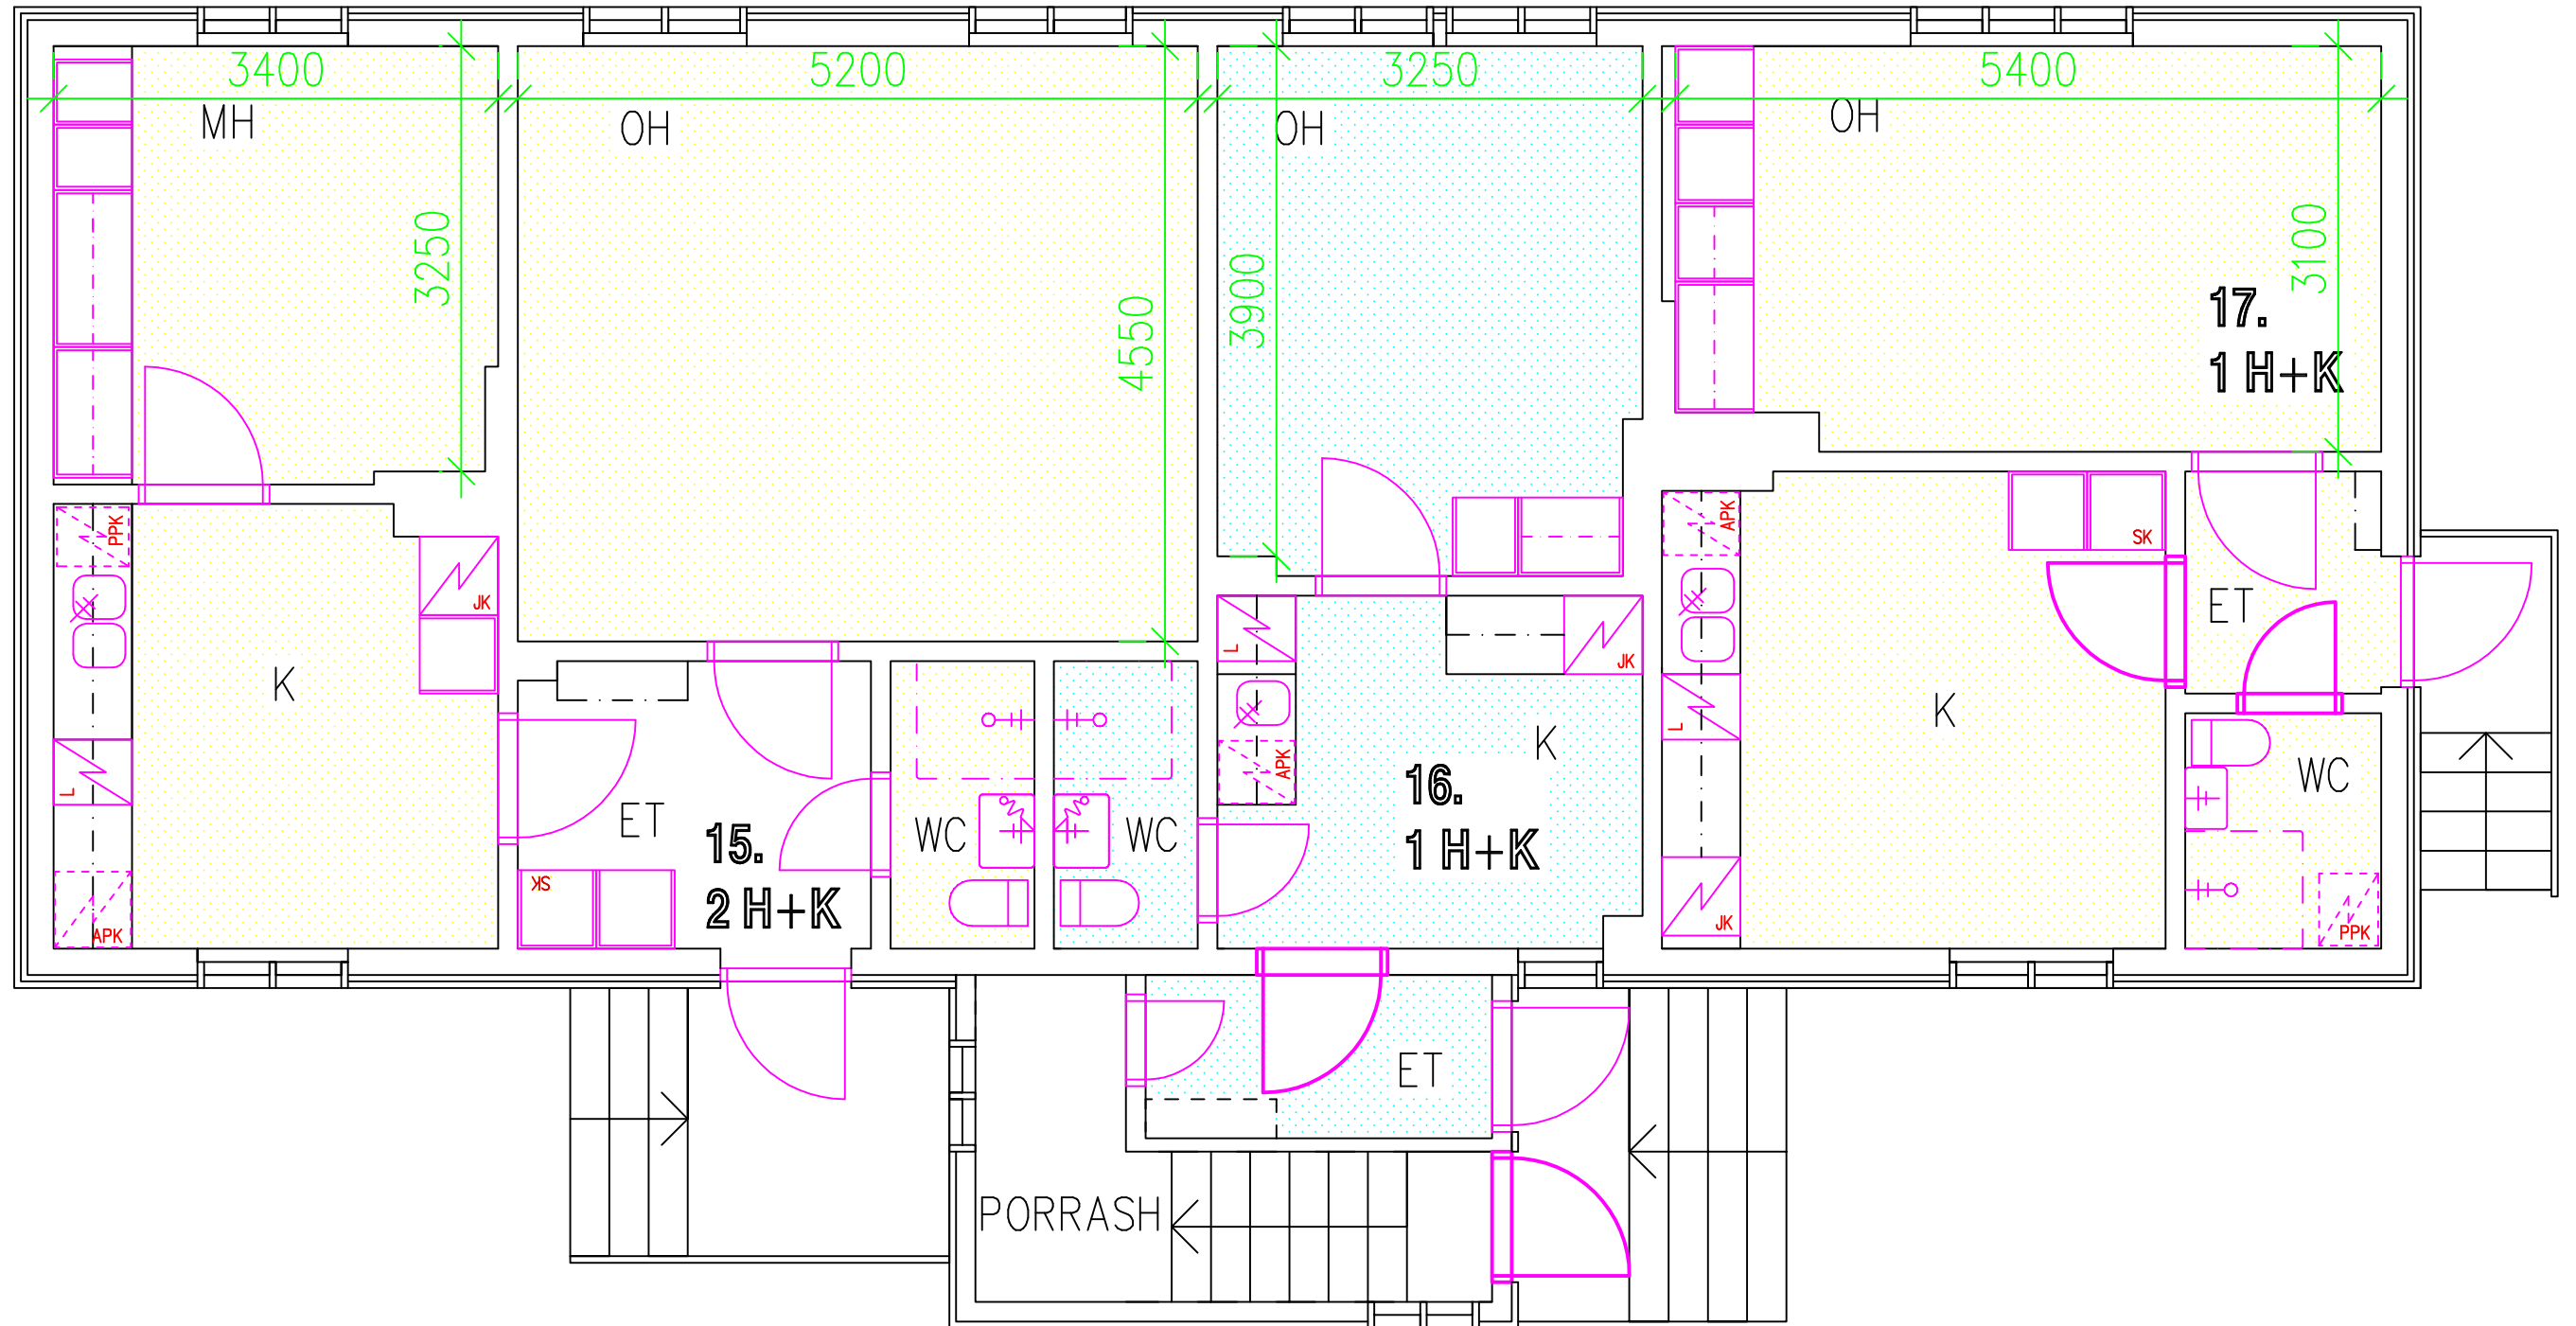 3400
5200
3250
5400
MH
OH
OH
OH
3250
4550
3900
3100
17.
1 H+K
PPK
JK
K
L
APK
ET
SK
15.
2 H+K
WC
WC
L
APK
JK
K
16.
1 H+K
APK
L
JK
K
SK
ET
WC
PPK
ET
PORRASH